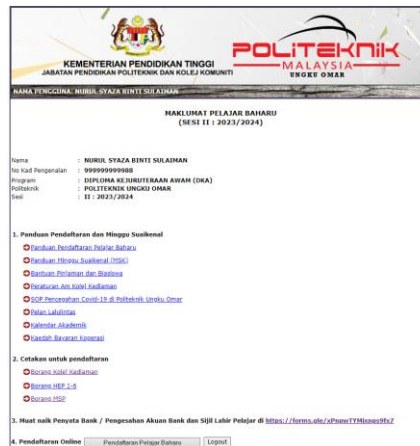 KEMENTERIAN PENDIDIKAN TINGGI
JABATAN PENDIDIKAN POLITEKNIK DAN KOLEJ KOMUNITI
POLITEKNIK
MALAYSIA
UNGKU OMAR
NAMA PENGGUNA: NURUL SYAZA BINTI SULAIMAN
MAKLUMAT PELAJAR BAHARU
(SESI II : 2023/2024)
Nama : NURUL SYAZA BINTI SULAIMAN
No Kad Pengenalan : 999999999988
Program : DIPLOMA KEJURUTERAAN AWAM (DKA)
Politeknik : POLITEKNIK UNGKU OMAR
Sesi : II : 2023/2024
1. Panduan Pendaftaran dan Minggu Suaikenal
Panduan Pendaftaran Pelajar Baharu
Panduan Minggu Suaikenal (MSK)
Bantuan Pinjaman dan Biasiswa
Peraturan Am Kolej Kediaman
SOP Pencegahan Covid-19 di Politeknik Ungku Omar
Pelan Lalulintas
Kalendar Akademik
Kaedah Bayaran Koperasi
2. Cetakan untuk pendaftaran
Borang Kolej Kediaman
Borang HEP 1-6
Borang MSP
3. Muat naik Penyata Bank / Pengesahan Akuan Bank dan Sijil Lahir Pelajar di https://forms.gle/
4. Pendaftaran Online Pendaftaran Pelajar Baharu Logout